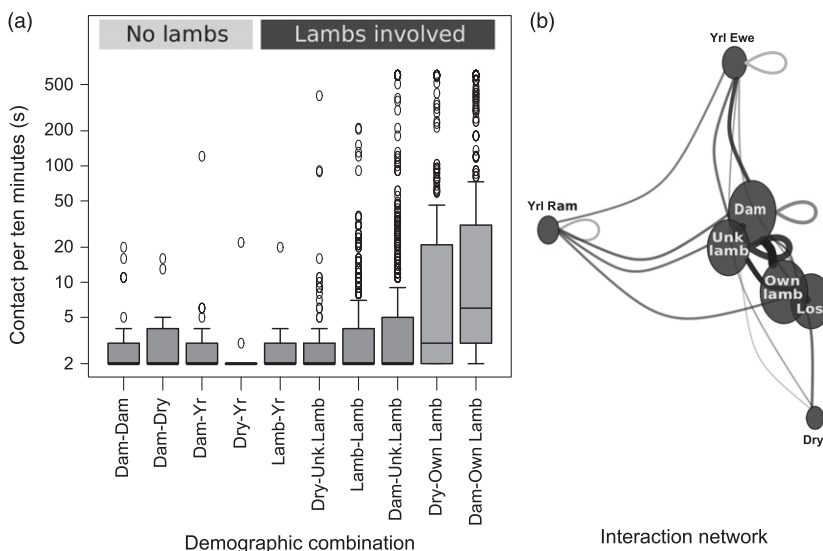 (a)
No lambs
Lambs involved
Contact per ten minutes (s)
500
200
100
50
20
10
5
2
Dam-Dam
Dam-Dry
Dam-Yr
Dry-Yr
Lamb-Yr
Dry-Unk.Lamb
Lamb-Lamb
Dam-Unk.Lamb
Dry-Own Lamb
Dam-Own Lamb
Demographic combination
(b)
Yrl Ewe
Yrl Ram
Dam
Unk
lamb
Own
lamb
Los
Dry
Interaction network